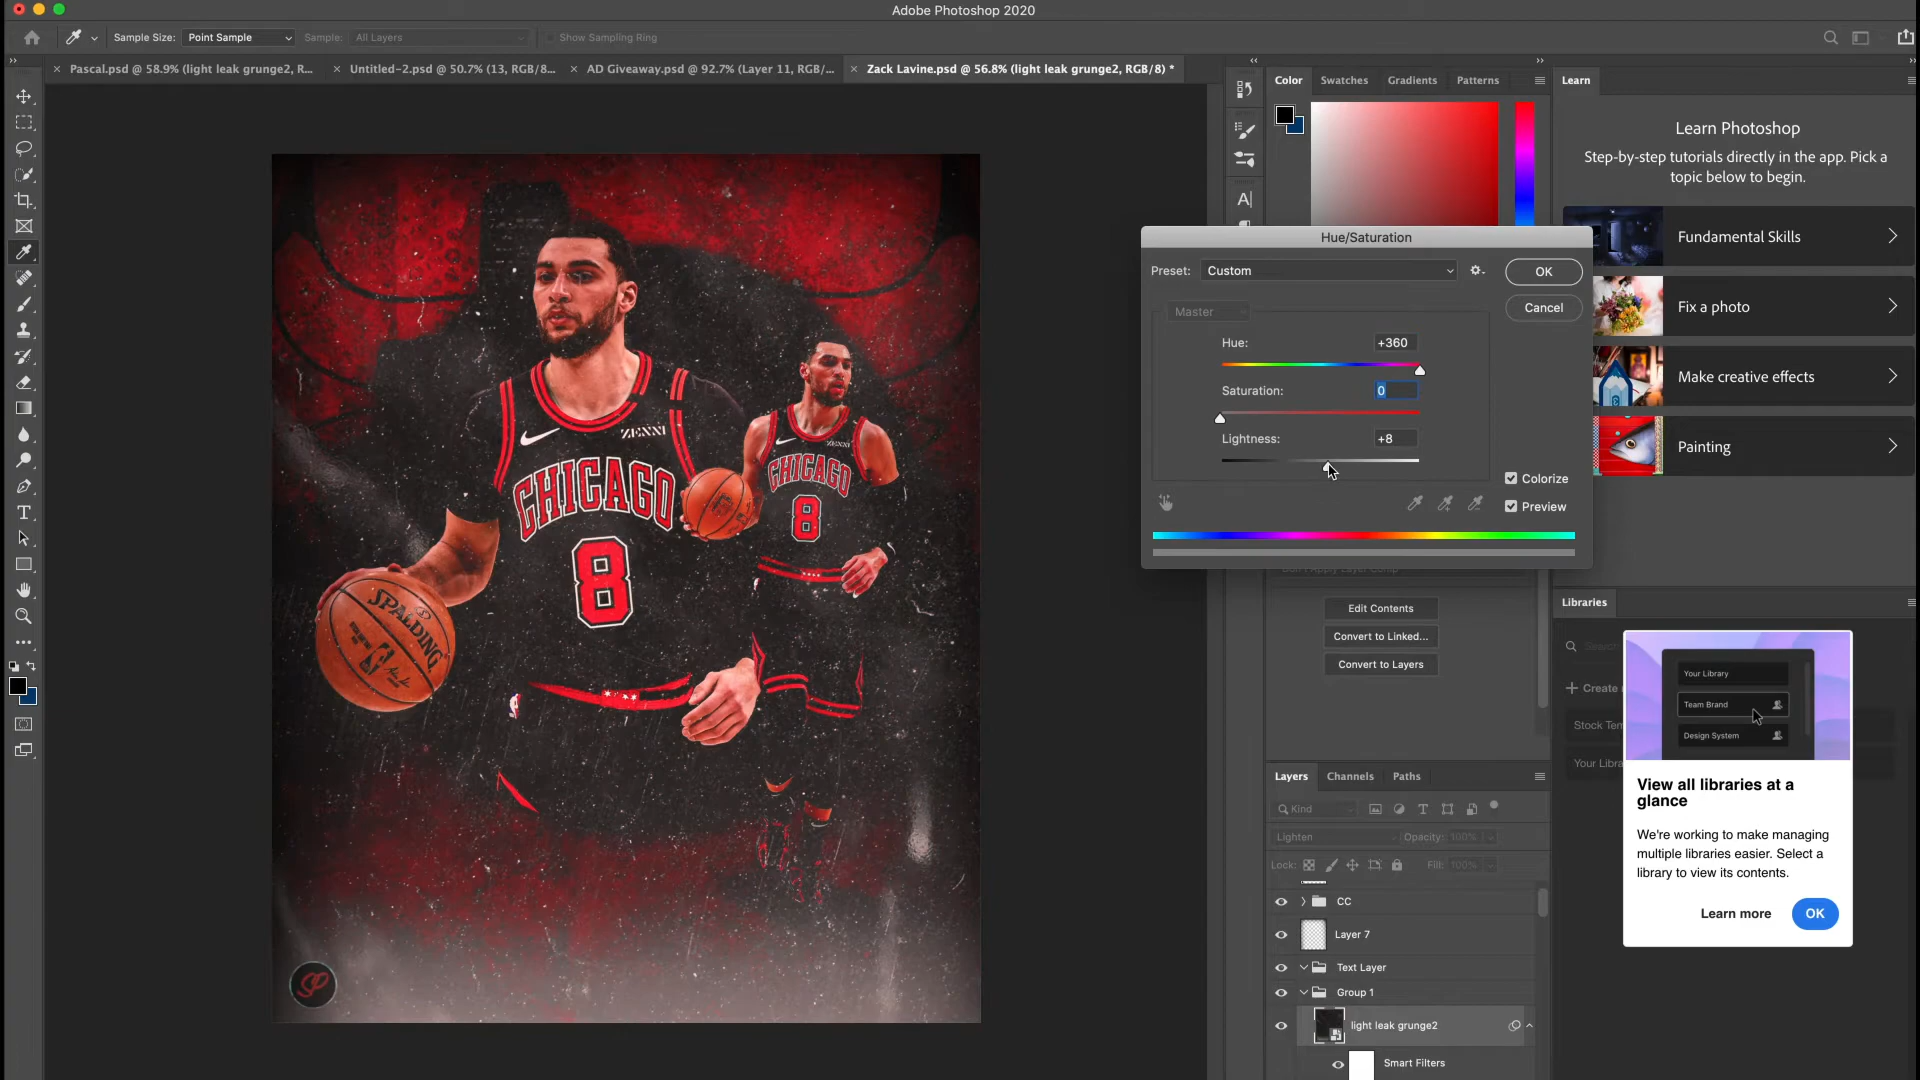 Adobe Photoshop 2020
Sample Size: Point Sample Sample: All Layers Show Sampling Ring
Pascal.psd @ 58.9% (light leak grunge2, R... Untitled-2.psd @ 50.7% (13, RGB/8... AD Giveaway.psd @ 92.7% (Layer 11, RGB/... Zack Lavine.psd @ 56.8% (light leak grunge2, RGB/8) *
Color Swatches Gradients Patterns
Learn
Learn Photoshop
Step-by-step tutorials directly in the app. Pick a
topic below to begin.
Fundamental Skills
Fix a photo
Make creative effects
Painting
Hue/Saturation
Preset: Custom OK
Cancel
Master
Hue: +360
Saturation: 0
Lightness: +8
Colorize
Preview
ZENNI
CHICAGO
8
ZENNI
CHICAGO
8
SPALDING
SP
Edit Contents
Convert to Linked...
Convert to Layers
Layers Channels Paths
Kind
Lighten Opacity: 100%
Lock: Fill: 100%
CC
Layer 7
Text Layer
Group 1
light leak grunge2
Smart Filters
Libraries
Create
Stock Tem
Your Libra
Your Library
Team Brand
Design System
View all libraries at a
glance
We're working to make managing
multiple libraries easier. Select a
library to view its contents.
Learn more OK